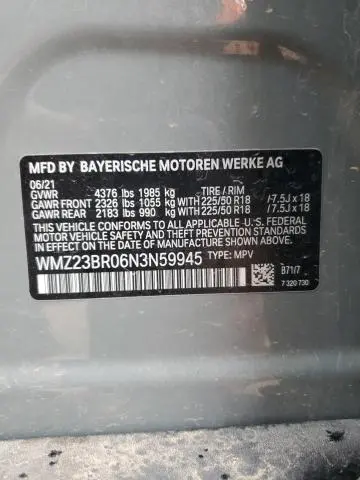 MFD BY BAYERISCHE MOTOREN WERKE AG
06/21
GVWR 4376 lbs 1985 kg TIRE / RIM
GAWR FRONT 2326 lbs 1055 kg WITH 225/50 R18 /7.5J x 18
GAWR REAR 2183 lbs 990 kg WITH 225/50 R18 /7.5J x 18
THIS VEHICLE CONFORMS TO ALL APPLICABLE U.S. FEDERAL
MOTOR VEHICLE SAFETY AND THEFT PREVENTION STANDARDS
IN EFFECT ON THE DATE OF MANUFACTURE SHOWN ABOVE.
WMZ23BR06N3N59945 TYPE: MPV
B71/7
7 320 730